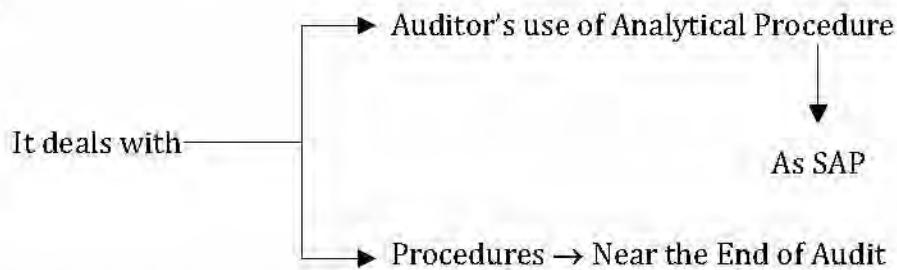 Auditor's use of Analytical Procedure
It deals with
As SAP
Procedures → Near the End of Audit